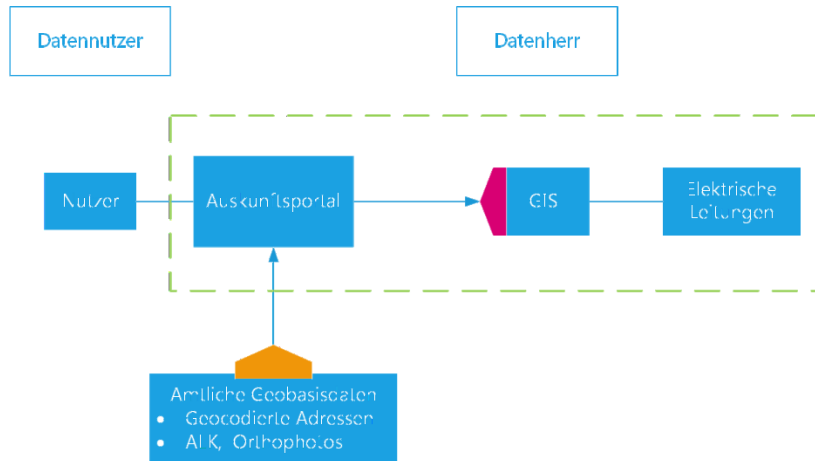 Datennutzer
Datenherr
Nutzer
Auskunftsportal
GIS
Elektrische
Leitungen
Amtliche Geobasisdaten
• Geocodierte Adressen
• ALK, Orthophotos